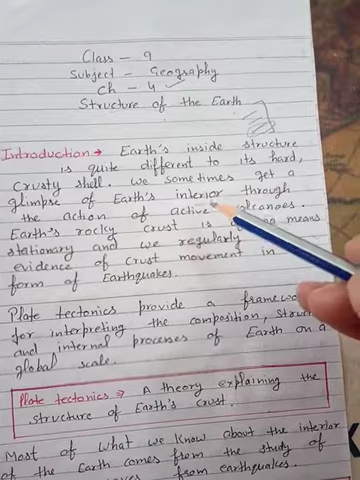 Class - 9
Subject - Geography
Ch - 4
Structure of the Earth
Introduction → Earth's inside structure
is quite different to its hard,
crusty shell. We sometimes get a
glimpse of Earth's interior through
the action of active
Earth's rocky crust is means
stationary and we regularly
evidence of crust movement in
form of Earthquakes.
Plate tectonics provide a
for interpreting the composition,
and internal processes of Earth on a
global scale.
Plate tectonics → A theory explaining the
structure of Earth's crust.
Most of what we know about the interior
of the Earth comes from the study of
from earthquakes.